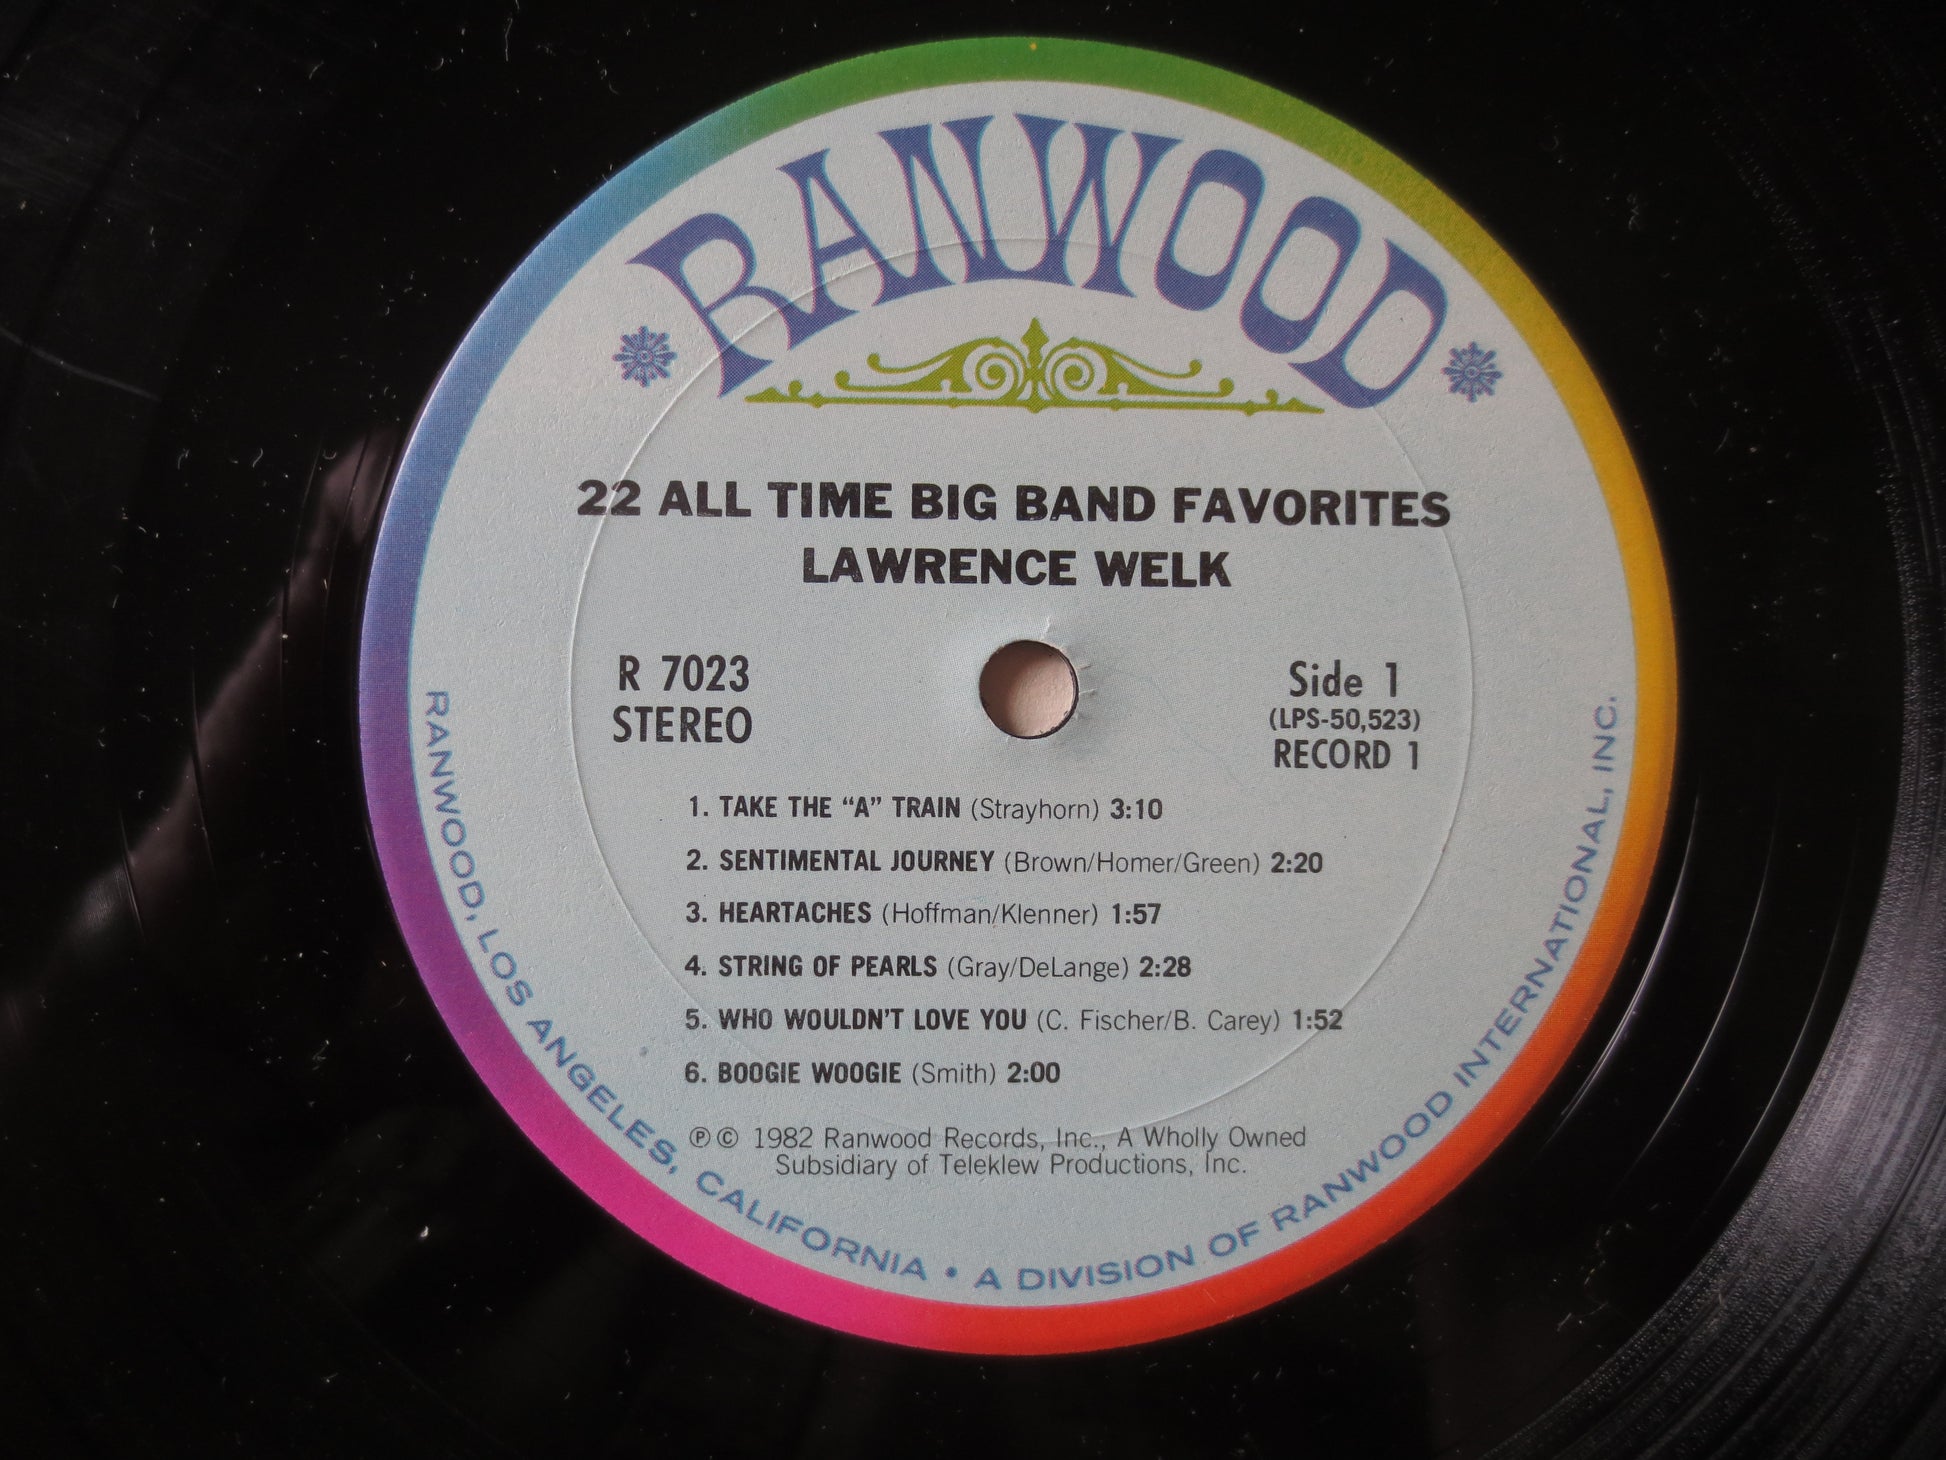 RANWOOD
22 ALL TIME BIG BAND FAVORITES
LAWRENCE WELK
R 7023
STEREO
Side 1
(LPS-50,523)
RECORD 1
1. TAKE THE “A” TRAIN (Strayhorn) 3:10
2. SENTIMENTAL JOURNEY (Brown/Homer/Green) 2:20
3. HEARTACHES (Hoffman/Klenner) 1:57
4. STRING OF PEARLS (Gray/DeLange) 2:28
5. WHO WOULDN'T LOVE YOU (C. Fischer/B. Carey) 1:52
6. BOOGIE WOOGIE (Smith) 2:00
℗© 1982 Ranwood Records, Inc., A Wholly Owned
Subsidiary of Teleklew Productions, Inc.
RANWOOD, LOS ANGELES, CALIFORNIA • A DIVISION OF RANWOOD INTERNATIONAL, INC.